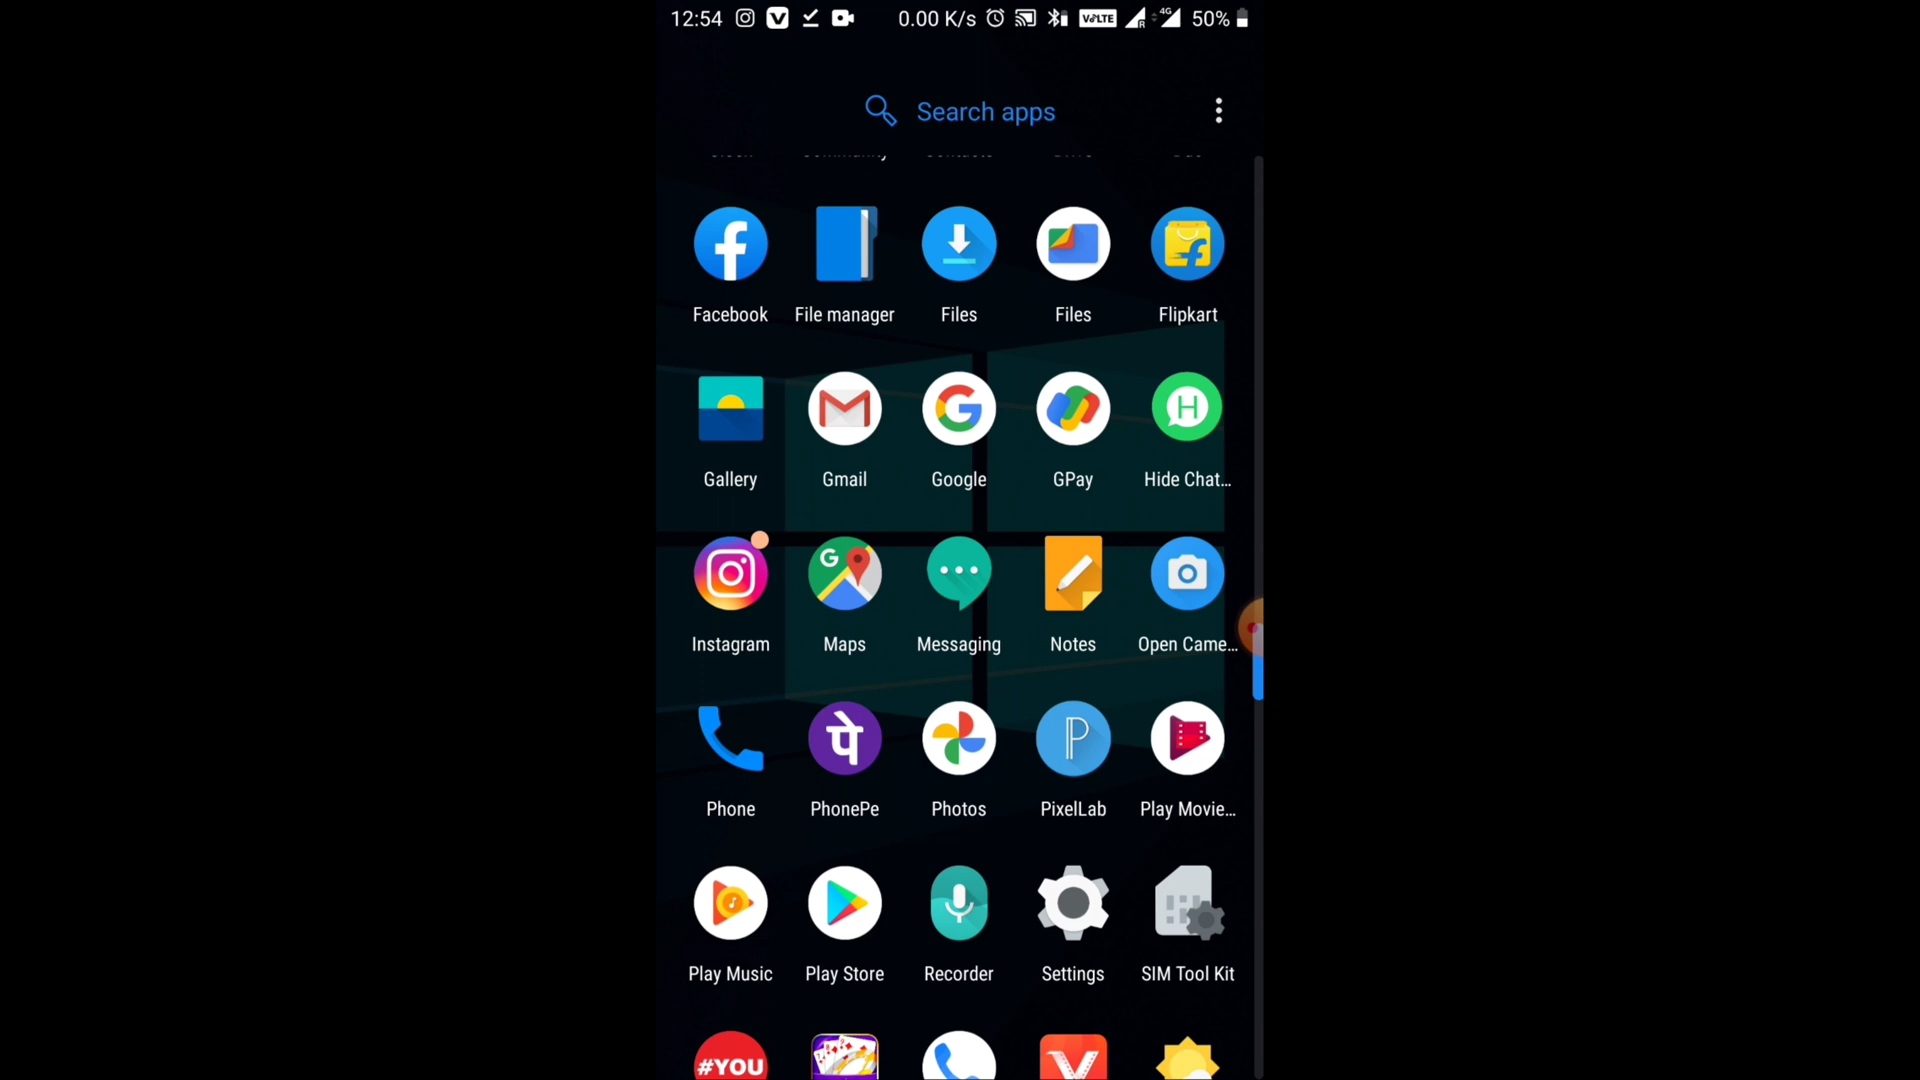 12:54 0.00 K/s VoLTE R 4G 50%
Search apps
Facebook File manager Files Files Flipkart
Gallery Gmail Google GPay Hide Chat...
Instagram Maps Messaging Notes Open Came...
पे
Phone PhonePe Photos PixelLab Play Movie...
Play Music Play Store Recorder Settings SIM Tool Kit
#YOU